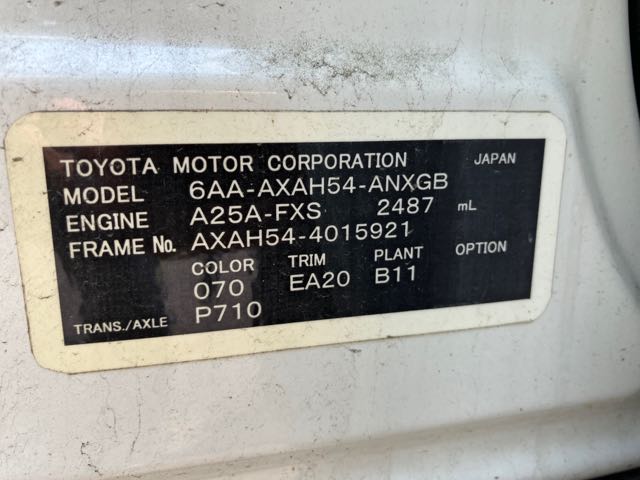 TOYOTA MOTOR CORPORATION JAPAN
MODEL 6AA-AXAH54-ANXGB
ENGINE A25A-FXS 2487 mL
FRAME No. AXAH54-4015921
COLOR TRIM PLANT OPTION
070 EA20 B11
TRANS./AXLE P710